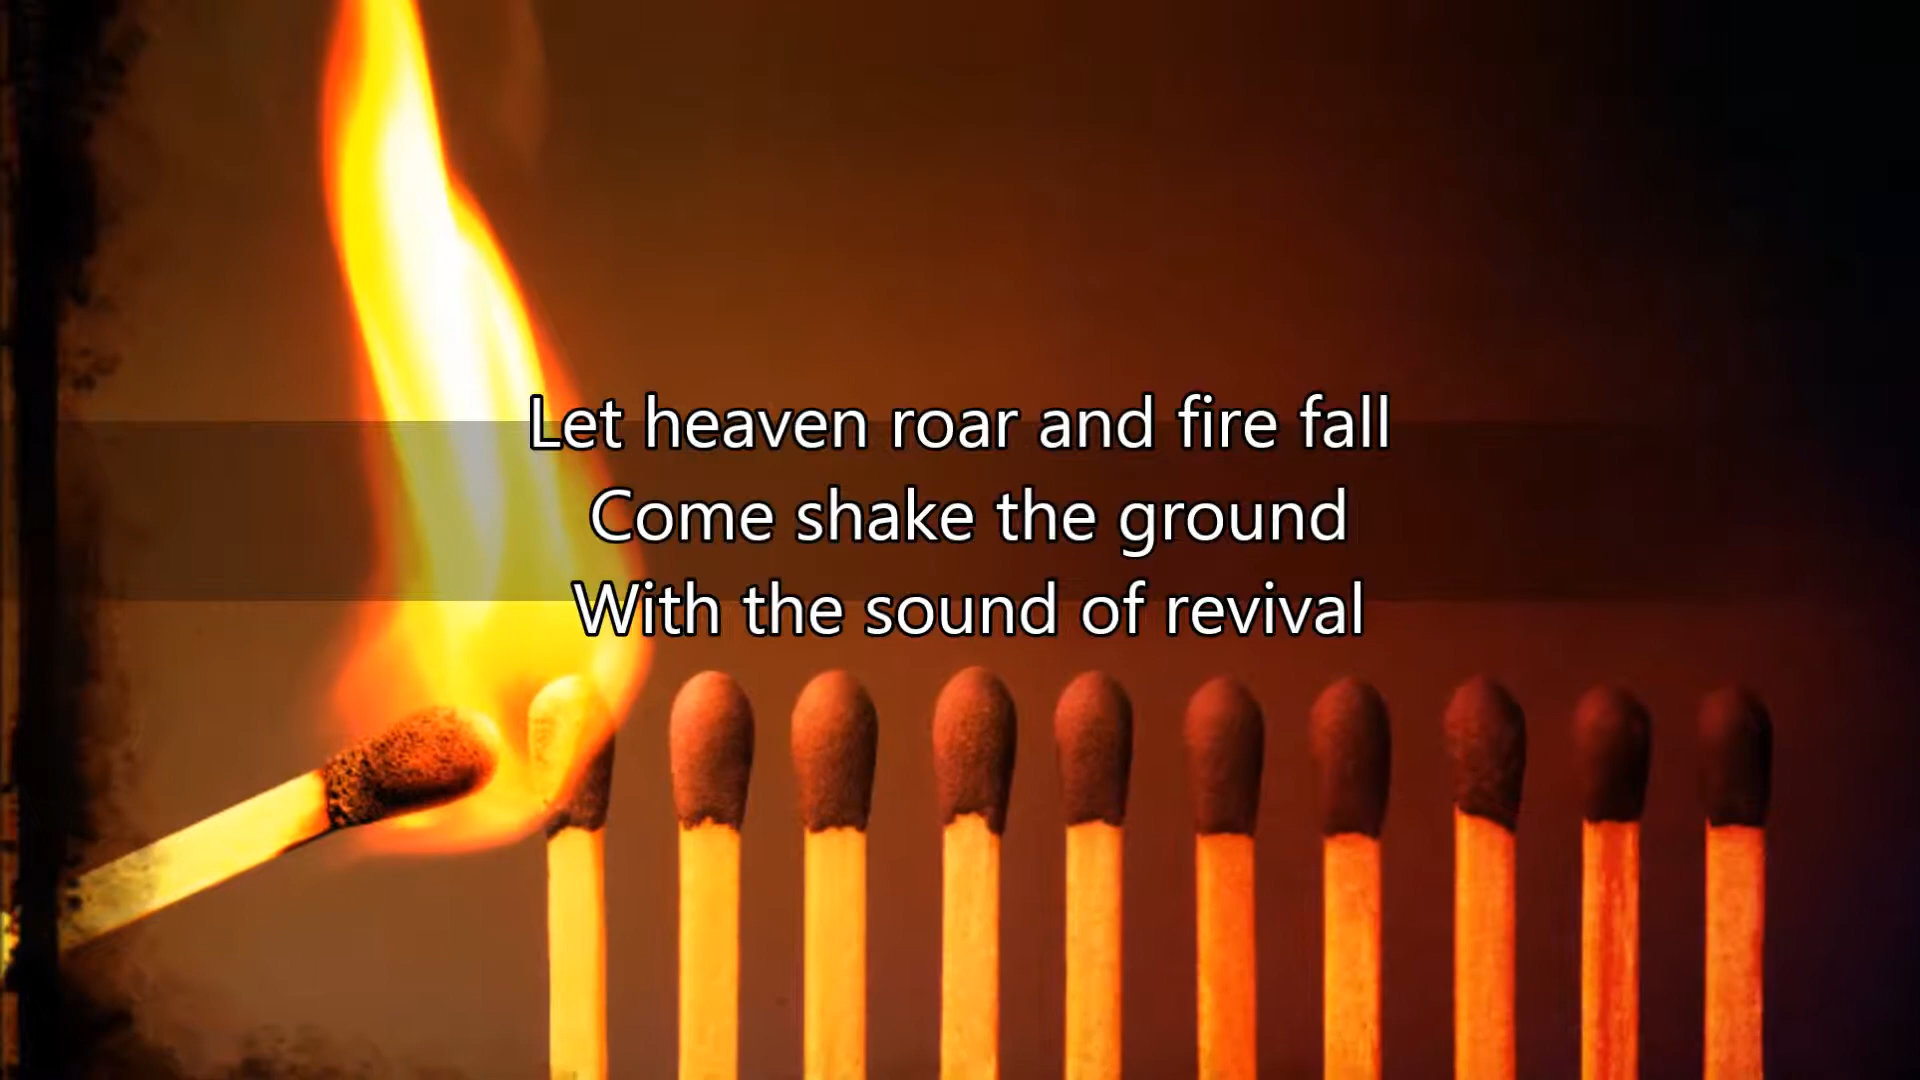 Let heaven roar and fire fall
Come shake the ground
With the sound of revival